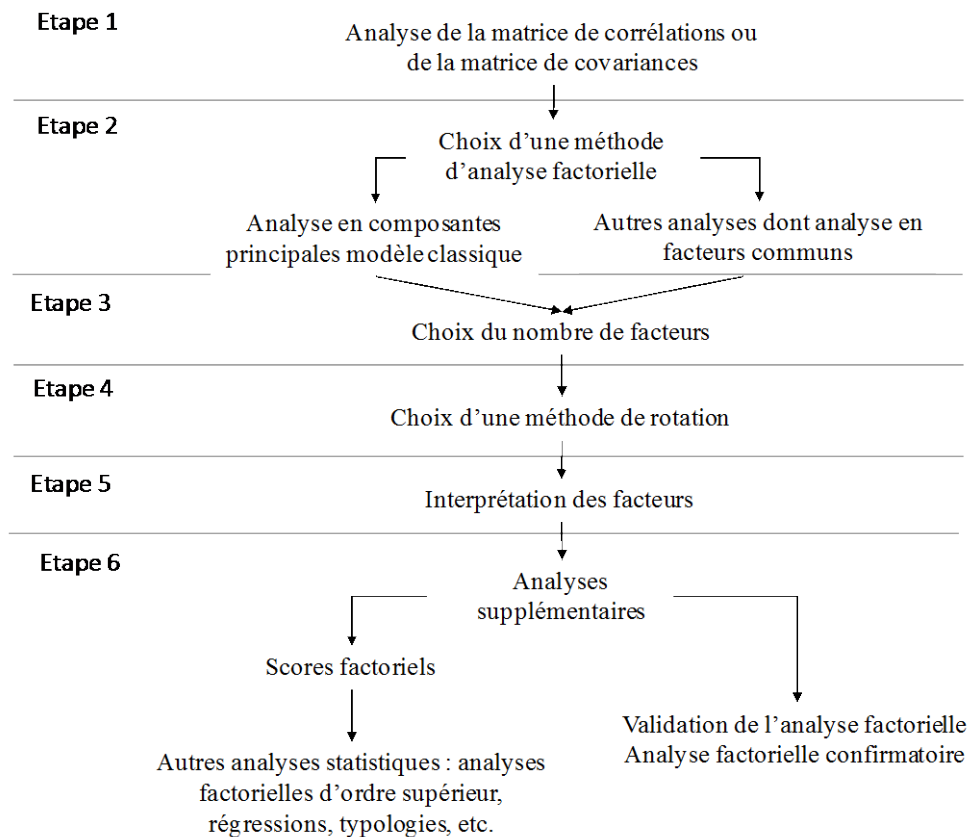 Etape 1
Analyse de la matrice de corrélations ou
de la matrice de covariances
Etape 2
Choix d’une méthode
d’analyse factorielle
Analyse en composantes
principales modèle classique
Autres analyses dont analyse en
facteurs communs
Etape 3
Choix du nombre de facteurs
Etape 4
Choix d’une méthode de rotation
Etape 5
Interprétation des facteurs
Etape 6
Analyses
supplémentaires
Scores factoriels
Autres analyses statistiques : analyses
factorielles d’ordre supérieur,
régressions, typologies, etc.
Validation de l’analyse factorielle
Analyse factorielle confirmatoire